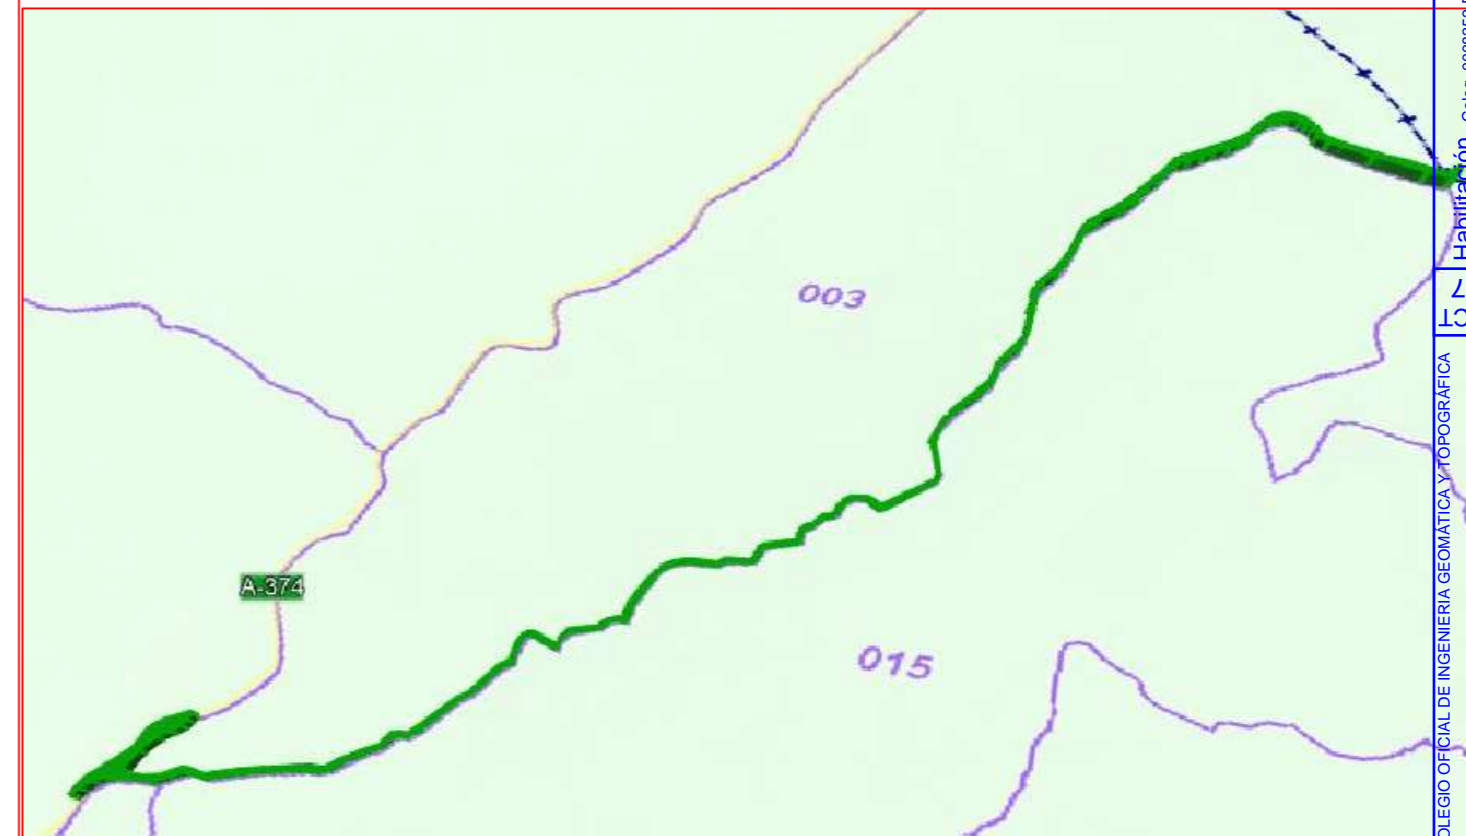 003
A-374
015
Habilitación
COLEGIO OFICIAL DE INGENIERIA GEOMÁTICA Y TOPOGRÁFICA